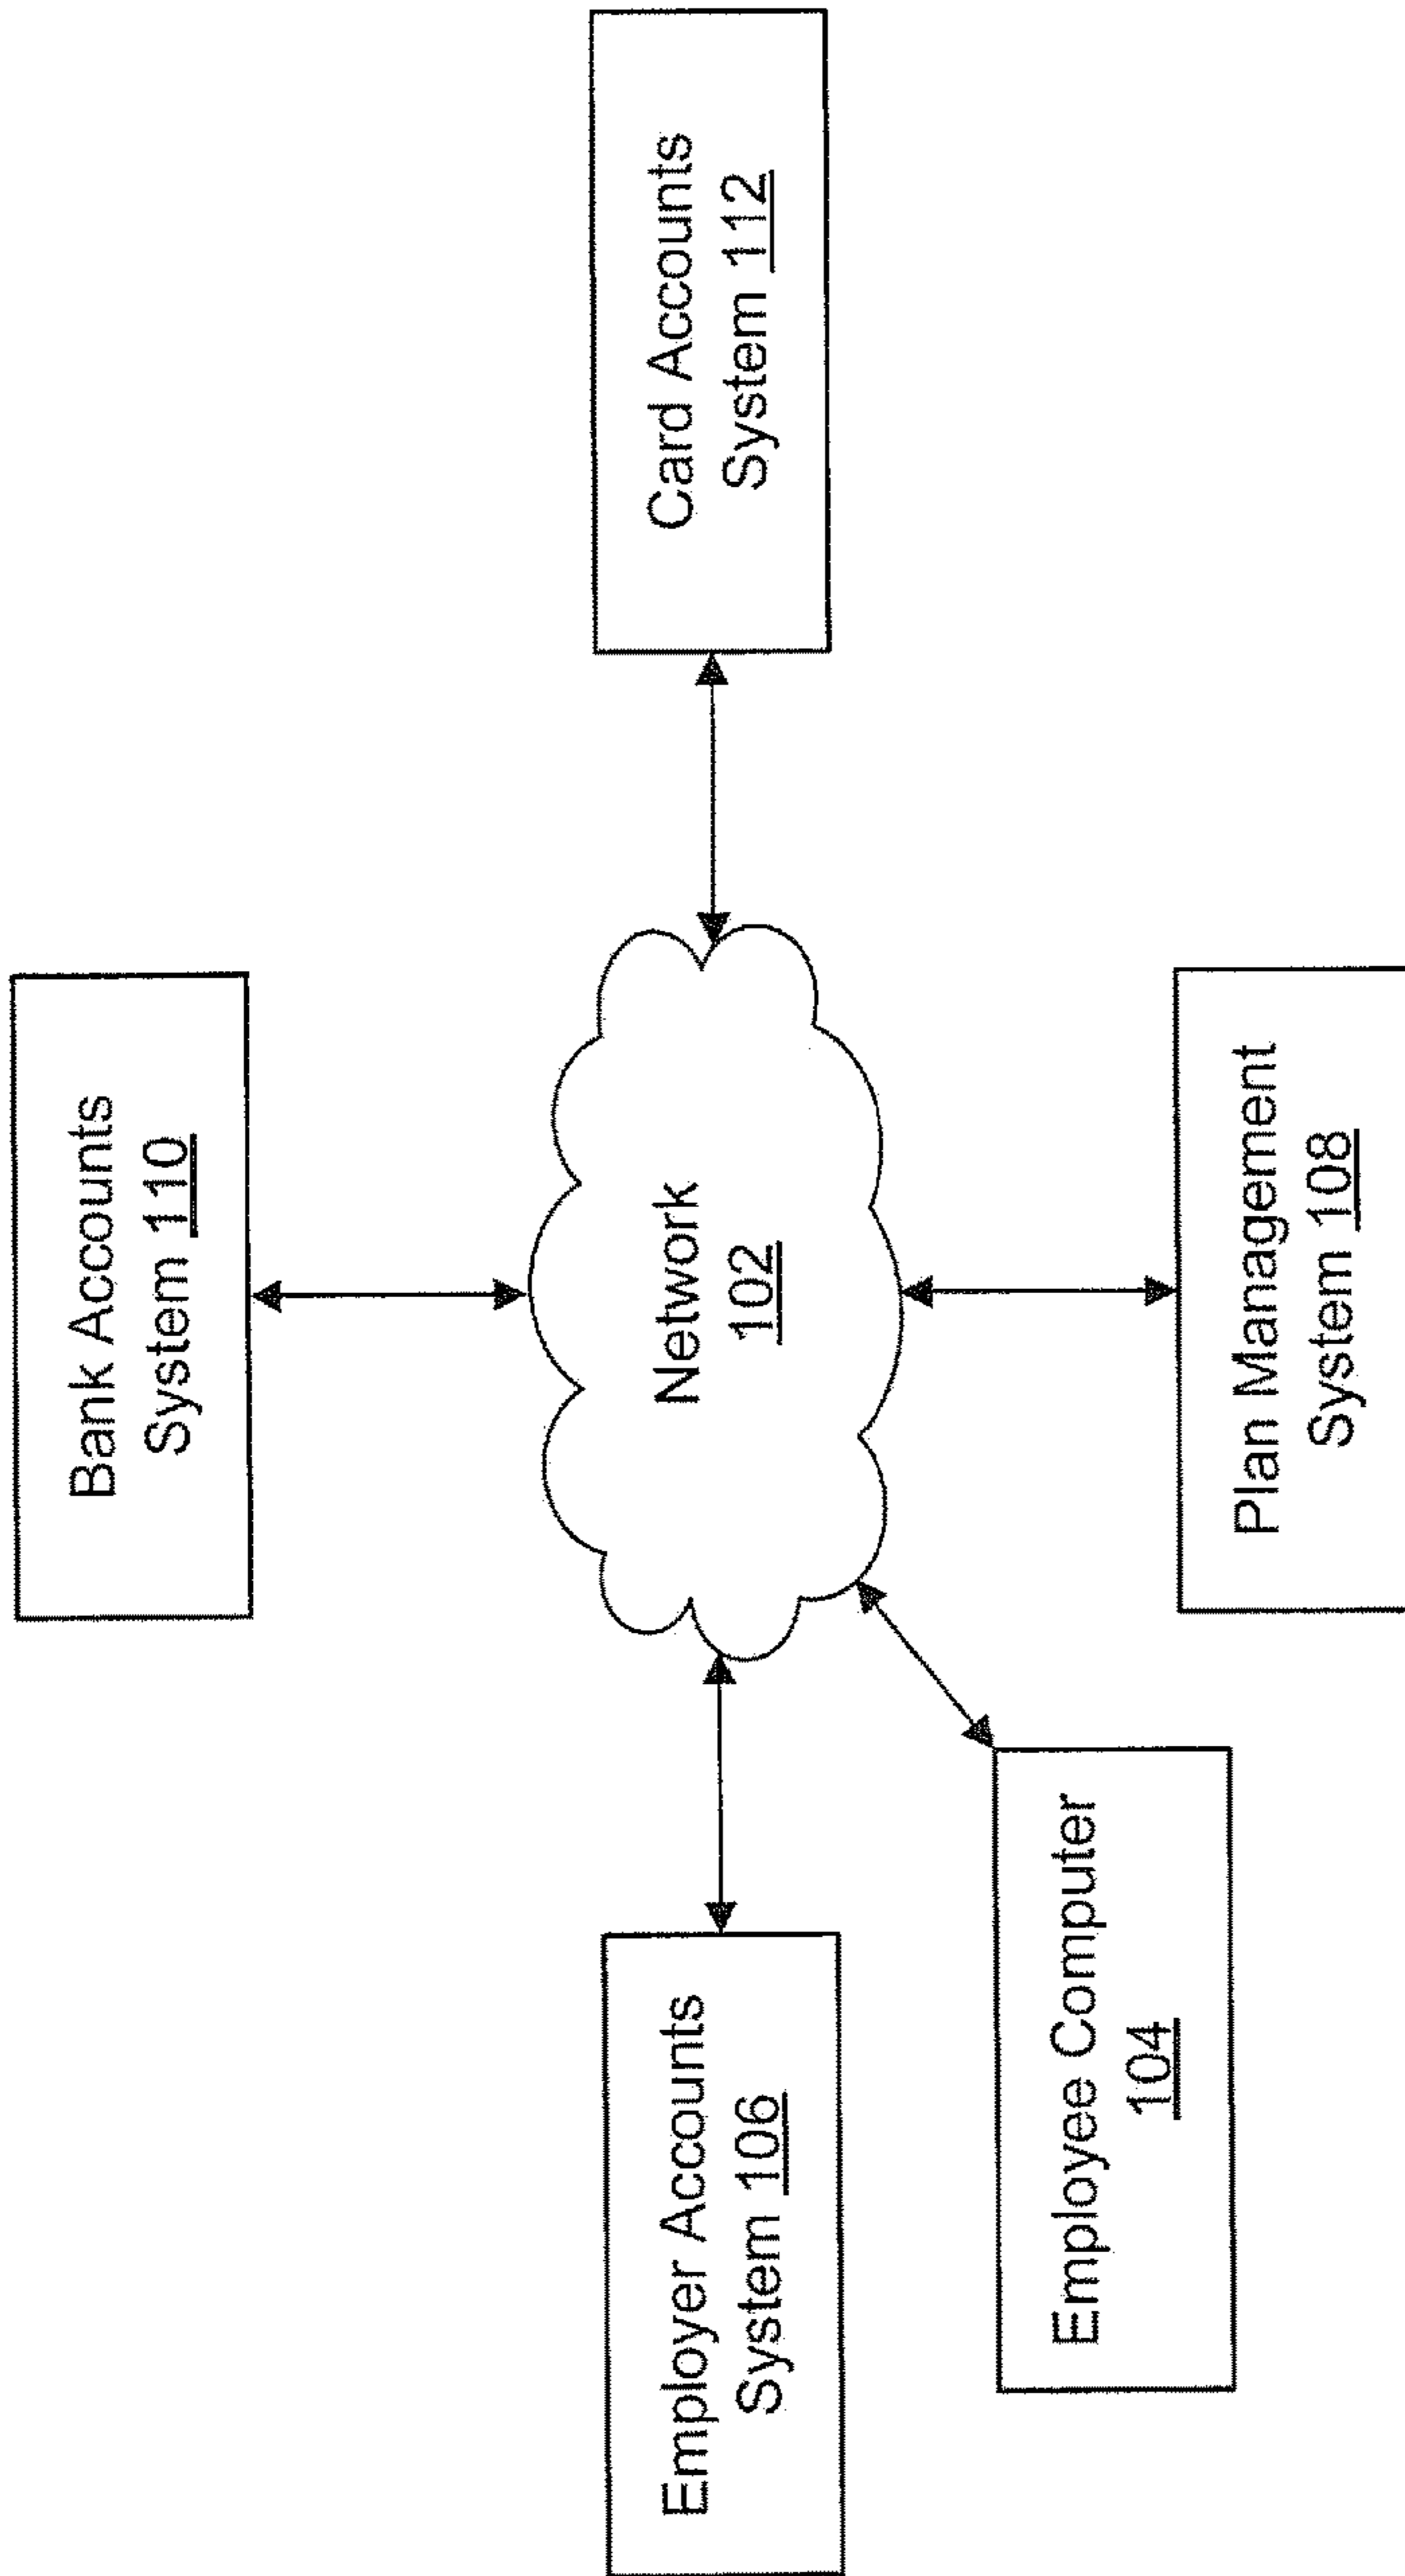 Bank Accounts
System 110
Employer Accounts
System 106
Network
102
Card Accounts
System 112
Employee Computer
104
Plan Management
System 108